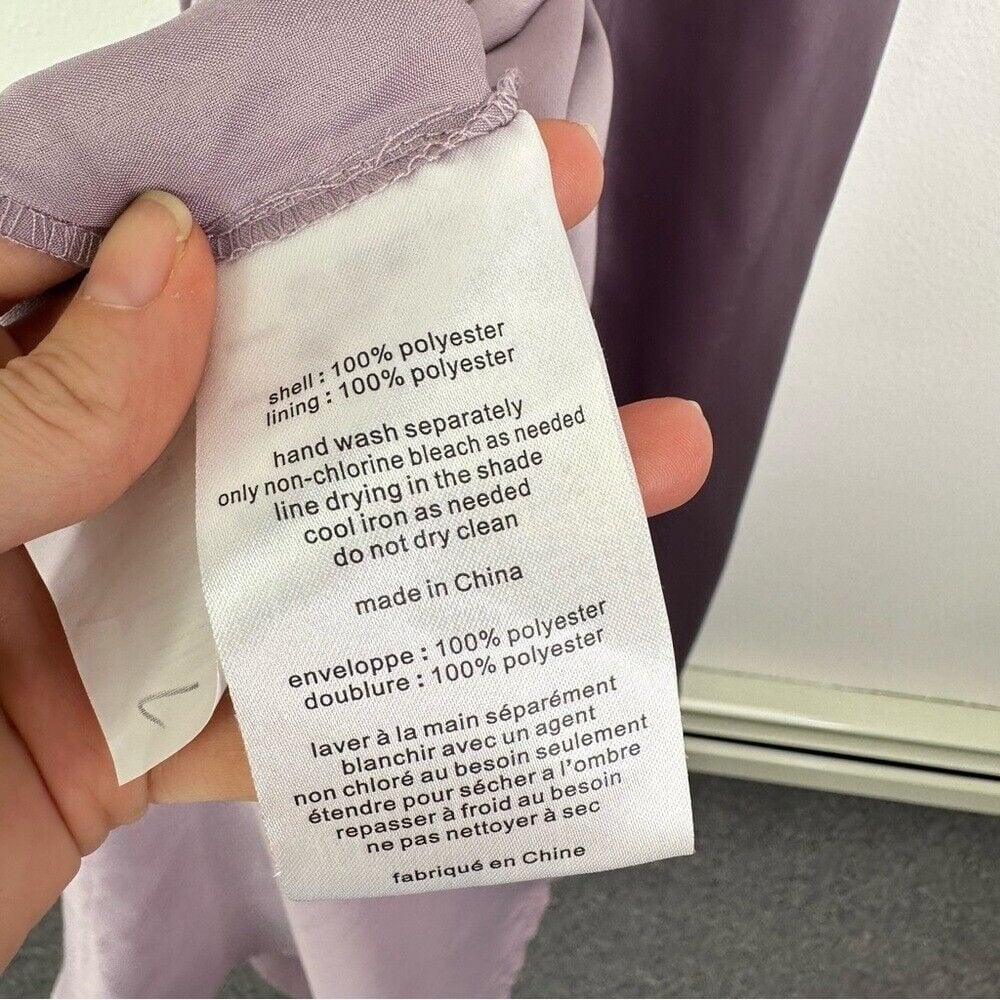 shell : 100% polyester
lining : 100% polyester
hand wash separately
only non-chlorine bleach as needed
line drying in the shade
cool iron as needed
do not dry clean
made in China
enveloppe : 100% polyester
doublure : 100% polyester
laver à la main séparément
blanchir avec un agent
non chloré au besoin seulement
étendre pour sécher a l'ombre
repasser à froid au besoin
ne pas nettoyer à sec
fabriqué en Chine